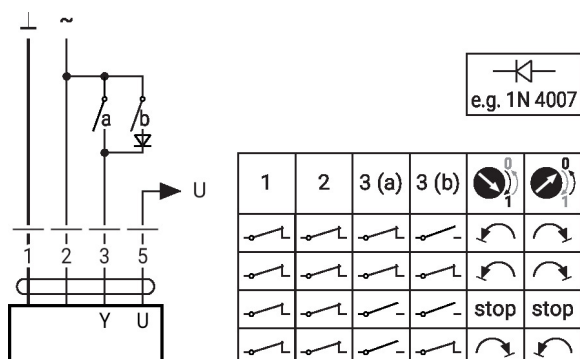 ⊥ ~
e.g. 1N 4007
a b
U
1 2 3 5
Y U
1 2 3 (a) 3 (b) 0 1 0 1
stop stop